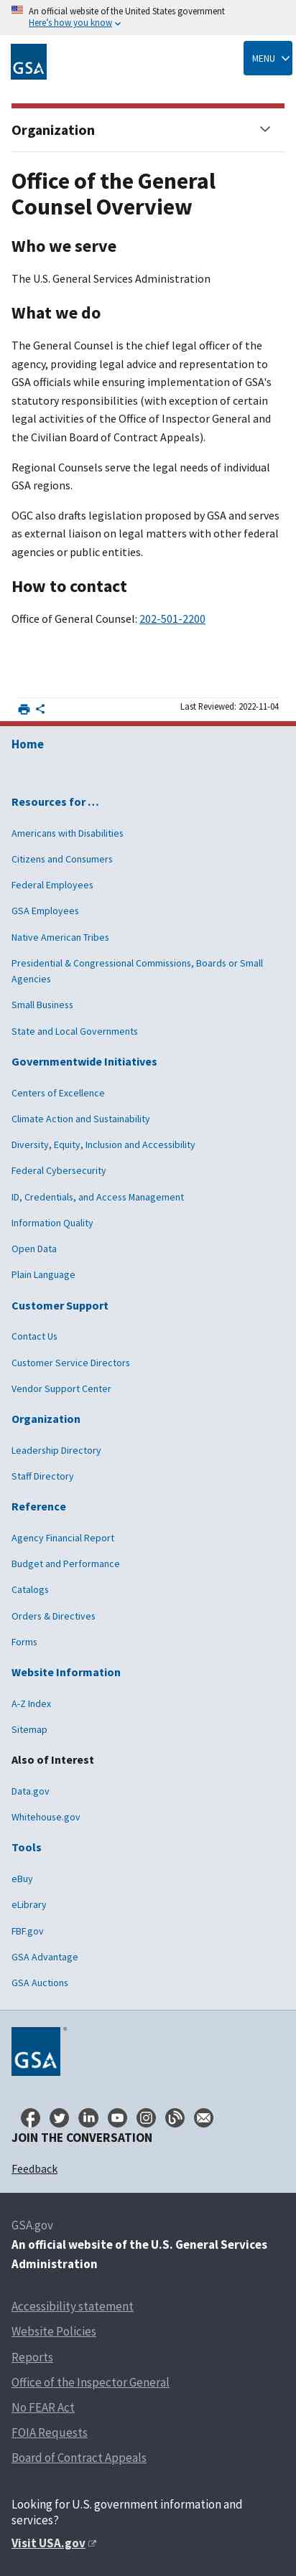 An official website of the United States government
Here's how you know
GSA
MENU
Organization
Office of the General
Counsel Overview
Who we serve
The U.S. General Services Administration
What we do
The General Counsel is the chief legal officer of the
agency, providing legal advice and representation to
GSA officials while ensuring implementation of GSA's
statutory responsibilities (with exception of certain
legal activities of the Office of Inspector General and
the Civilian Board of Contract Appeals).
Regional Counsels serve the legal needs of individual
GSA regions.
OGC also drafts legislation proposed by GSA and serves
as external liaison on legal matters with other federal
agencies or public entities.
How to contact
Office of General Counsel: 202-501-2200
Last Reviewed: 2022-11-04
Home
Resources for …
Americans with Disabilities
Citizens and Consumers
Federal Employees
GSA Employees
Native American Tribes
Presidential & Congressional Commissions, Boards or Small
Agencies
Small Business
State and Local Governments
Governmentwide Initiatives
Centers of Excellence
Climate Action and Sustainability
Diversity, Equity, Inclusion and Accessibility
Federal Cybersecurity
ID, Credentials, and Access Management
Information Quality
Open Data
Plain Language
Customer Support
Contact Us
Customer Service Directors
Vendor Support Center
Organization
Leadership Directory
Staff Directory
Reference
Agency Financial Report
Budget and Performance
Catalogs
Orders & Directives
Forms
Website Information
A-Z Index
Sitemap
Also of Interest
Data.gov
Whitehouse.gov
Tools
eBuy
eLibrary
FBF.gov
GSA Advantage
GSA Auctions
GSA ®
JOIN THE CONVERSATION
Feedback
GSA.gov
An official website of the U.S. General Services
Administration
Accessibility statement
Website Policies
Reports
Office of the Inspector General
No FEAR Act
FOIA Requests
Board of Contract Appeals
Looking for U.S. government information and
services?
Visit USA.gov